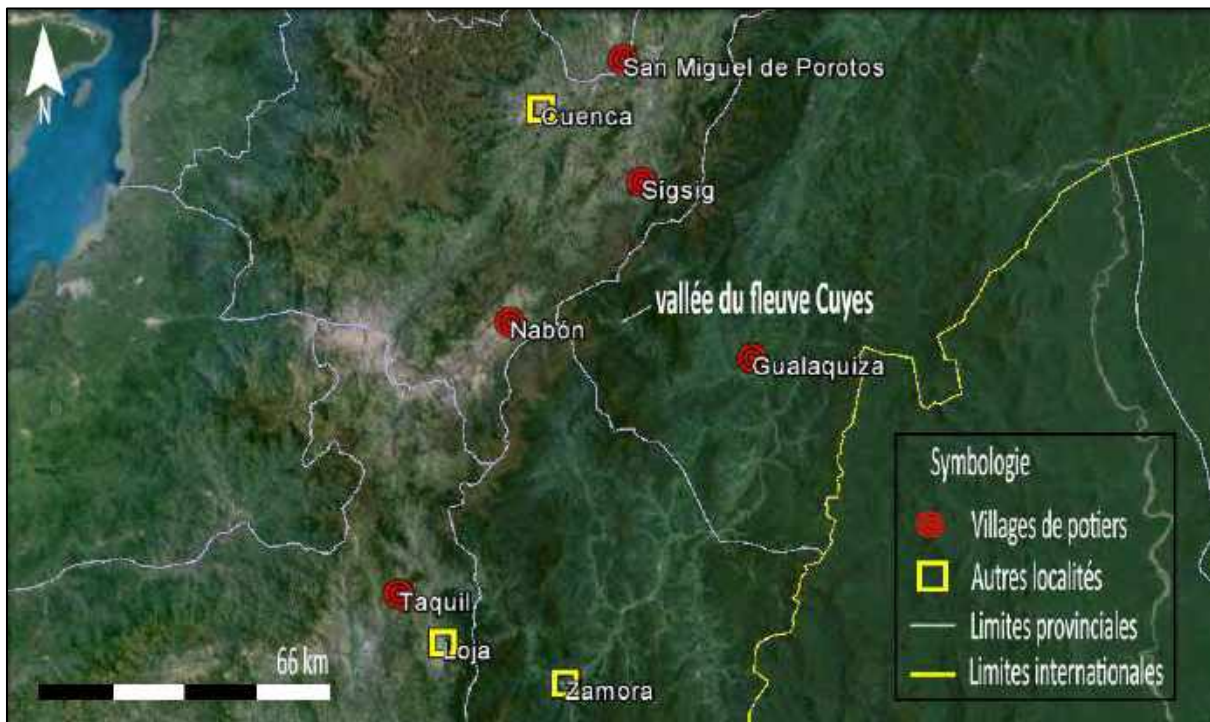 N
San Miguel de Porotos
Cuenca
Sígsig
vallée du fleuve Cuyes
Nabón
Gualaquiza
Taquil
Loja
Zamora
66 km
Symbologie
Villages de potiers
Autres localités
Limites provinciales
Limites internationales